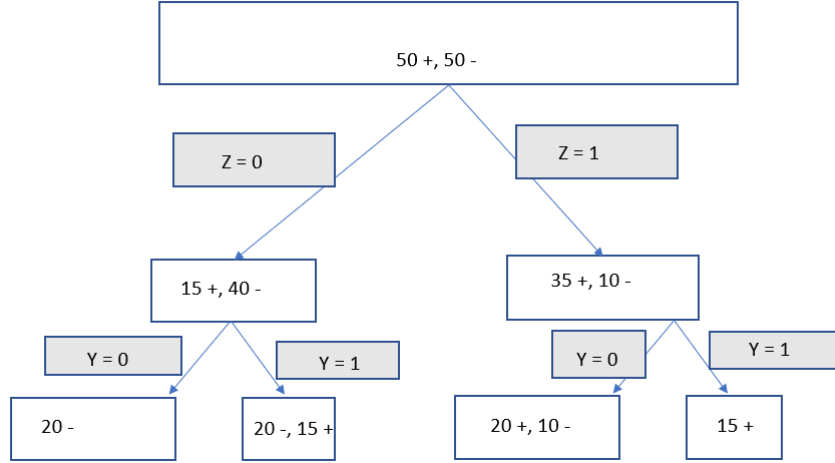 50 +, 50 -
Z = 0
Z = 1
15 +, 40 -
35 +, 10 -
Y = 0
Y = 1
Y = 0
Y = 1
20 -
20 -, 15 +
20 +, 10 -
15 +